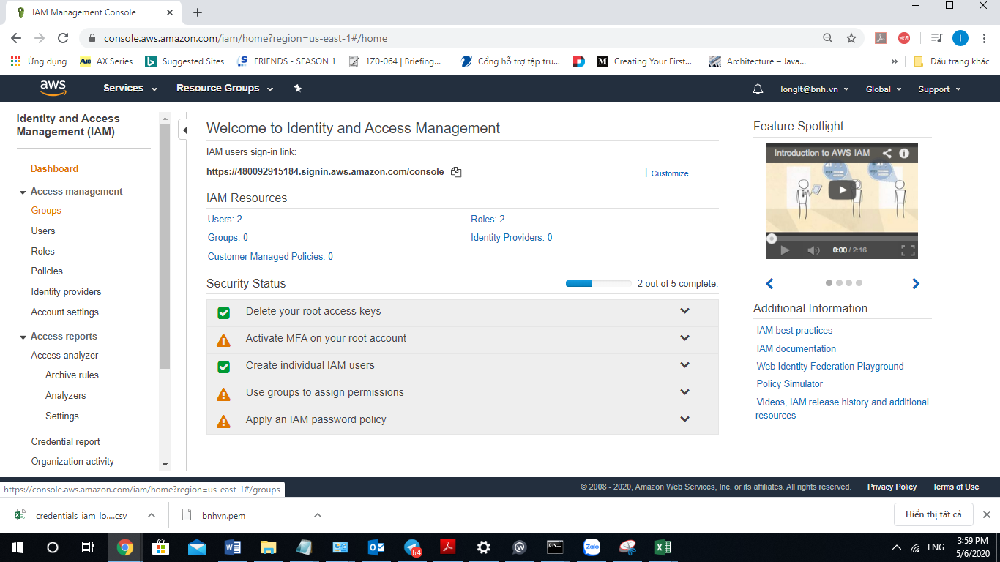 IAM Management Console
console.aws.amazon.com/iam/home?region=us-east-1#/home
Ứng dụng
AX Series
Suggested Sites
FRIENDS - SEASON 1
1Z0-064 | Briefing...
Cổng hỗ trợ tập tru...
Creating Your First...
Architecture – Java...
»
Dấu trang khác
aws
Services
Resource Groups
longlt@bnh.vn
Global
Support
Identity and Access
Management (IAM)
Dashboard
Access management
Groups
Users
Roles
Policies
Identity providers
Account settings
Access reports
Access analyzer
Archive rules
Analyzers
Settings
Credential report
Organization activity
Welcome to Identity and Access Management
IAM users sign-in link:
https://480092915184.signin.aws.amazon.com/console
| Customize
IAM Resources
Users: 2
Roles: 2
Groups: 0
Identity Providers: 0
Customer Managed Policies: 0
Security Status
2 out of 5 complete.
Delete your root access keys
Activate MFA on your root account
Create individual IAM users
Use groups to assign permissions
Apply an IAM password policy
Feature Spotlight
Introduction to AWS IAM
0:00 / 2:16
Additional Information
IAM best practices
IAM documentation
Web Identity Federation Playground
Policy Simulator
Videos, IAM release history and additional
resources
https://console.aws.amazon.com/iam/home?region=us-east-1#/groups
© 2008 - 2020, Amazon Web Services, Inc. or its affiliates. All rights reserved.
Privacy Policy
Terms of Use
credentials_iam_lo....csv
bnhvn.pem
Hiển thị tất cả
64
Zalo
ENG
3:59 PM
5/6/2020